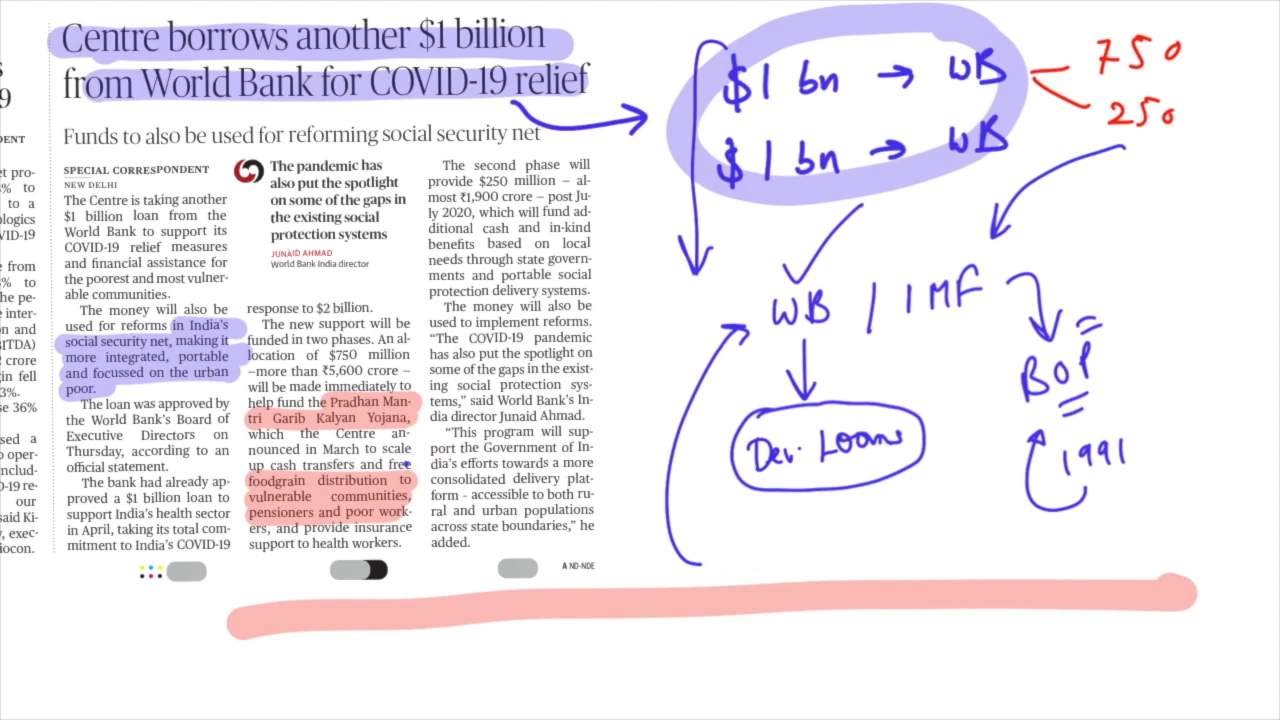 Centre borrows another $1 billion
from World Bank for COVID-19 relief
Funds to also be used for reforming social security net
SPECIAL CORRESPONDENT
NEW DELHI
The Centre is taking another
$1 billion loan from the
World Bank to support its
COVID-19 relief measures
and financial assistance for
the poorest and most vulner-
able communities.
The money will also be
used for reforms in India's
social security net, making it
more integrated, portable
and focussed on the urban
poor.
The loan was approved by
the World Bank's Board of
Executive Directors on
Thursday, according to an
official statement.
The bank had already ap-
proved a $1 billion loan to
support India's health sector
in April, taking its total com-
mitment to India's COVID-19
The pandemic has
also put the spotlight
on some of the gaps in
the existing social
protection systems
JUNAID AHMAD
World Bank India director
response to $2 billion.
The new support will be
funded in two phases. An al-
location of $750 million
—more than ₹5,600 crore —
will be made immediately to
help fund the Pradhan Man-
tri Garib Kalyan Yojana,
which the Centre an-
nounced in March to scale
up cash transfers and free
foodgrain distribution to
vulnerable communities,
pensioners and poor work-
ers, and provide insurance
support to health workers.
The second phase will
provide $250 million – al-
most ₹1,900 crore – post Ju-
ly 2020, which will fund ad-
ditional cash and in-kind
benefits based on local
needs through state govern-
ments and portable social
protection delivery systems.
The money will also be
used to implement reforms.
"The COVID-19 pandemic
has also put the spotlight on
some of the gaps in the exist-
ing social protection sys-
tems," said World Bank's In-
dia director Junaid Ahmad.
"This program will sup-
port the Government of In-
dia's efforts towards a more
consolidated delivery plat-
form - accessible to both ru-
ral and urban populations
across state boundaries," he
added.
A ND-NDE
$1 bn → WB
750
250
$1 bn → WB
WB / IMF
BOP
Dev. Loans
1991